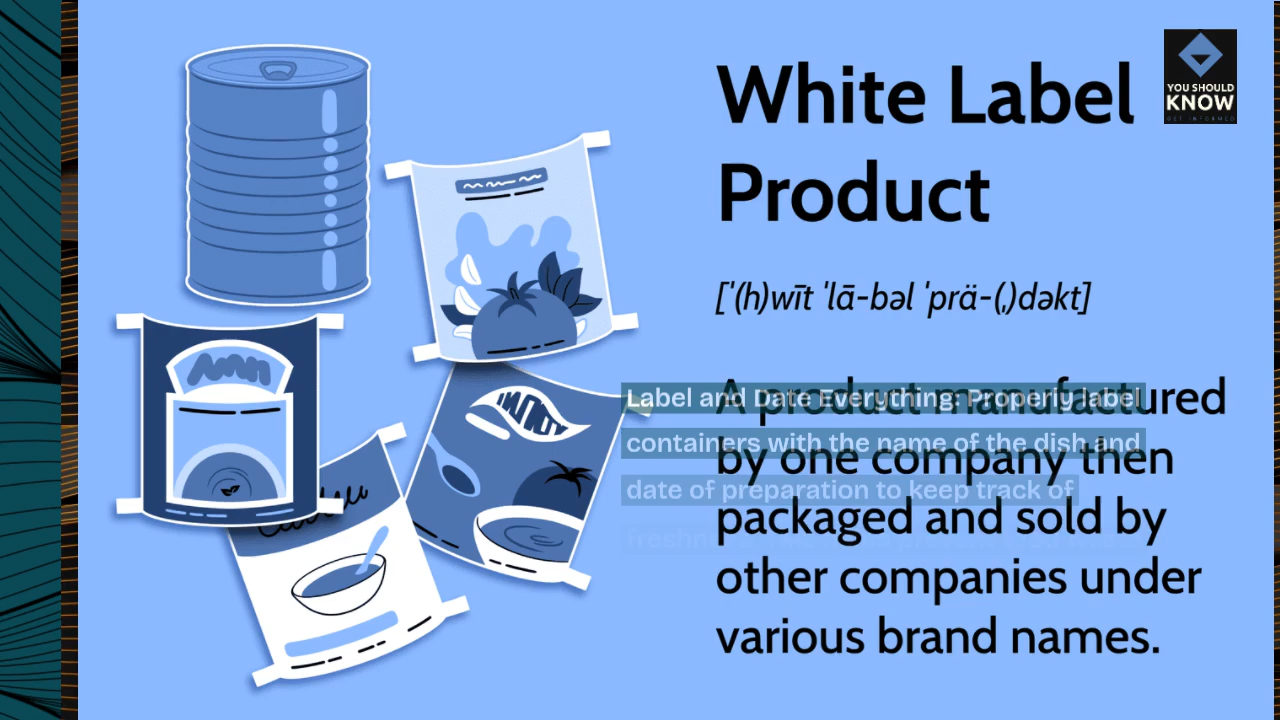 White Label
Product
YOU SHOULD
KNOW
GET INFORMED
[ˈ(h)wīt ˈlā-bəl ˈprä-(ˌ)dəkt]
A product manufactured
by one company then
packaged and sold by
other companies under
various brand names.
Label and Date Everything: Properly label
containers with the name of the dish and
date of preparation to keep track of